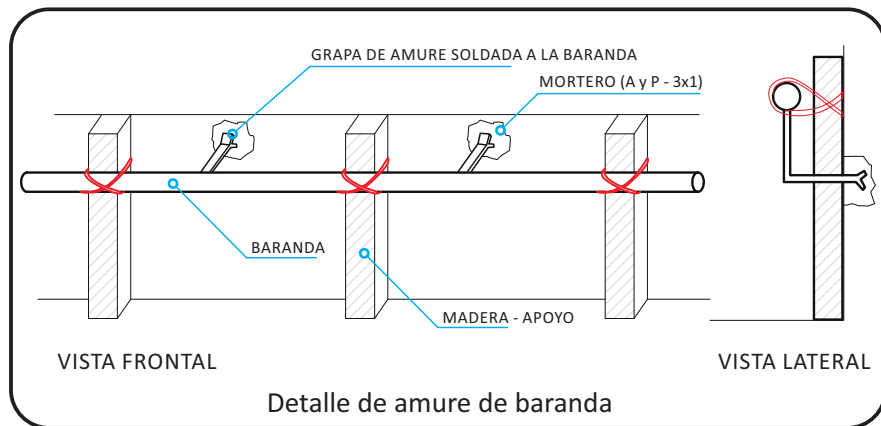 GRAPA DE AMURE SOLDADA A LA BARANDA
MORTERO (A y P - 3x1)
BARANDA
MADERA - APOYO
VISTA FRONTAL
VISTA LATERAL
Detalle de amure de baranda